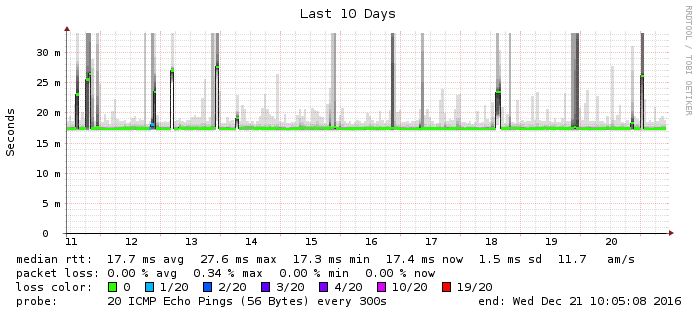 Last 10 Days
RRDTOOL / TOBI OETIKER
Seconds
30 m
25 m
20 m
15 m
10 m
5 m
0
11 12 13 14 15 16 17 18 19 20
median rtt: 17.7 ms avg 27.6 ms max 17.3 ms min 17.4 ms now 1.5 ms sd 11.7 am/s
packet loss: 0.00 % avg 0.34 % max 0.00 % min 0.00 % now
loss color: 0 1/20 2/20 3/20 4/20 10/20 19/20
probe: 20 ICMP Echo Pings (56 Bytes) every 300s end: Wed Dec 21 10:05:08 2016